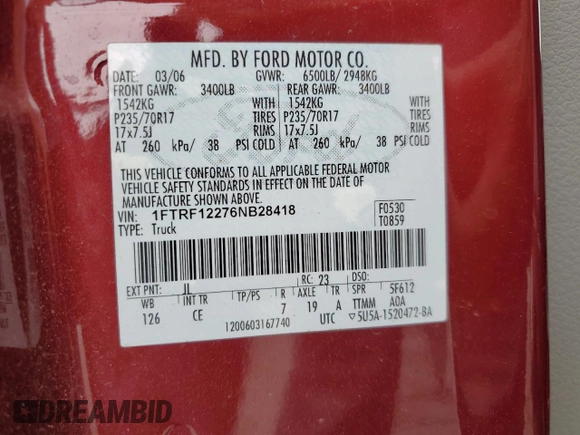 MFD. BY FORD MOTOR CO.
DATE: 03/06 GVWR: 6500LB/ 2948KG
FRONT GAWR: 3400LB REAR GAWR: 3400LB
1542KG WITH 1542KG WITH
P235/70R17 TIRES P235/70R17 TIRES
17x7.5J RIMS 17x7.5J RIMS
AT 260 kPa/ 38 PSI COLD AT 260 kPa/ 38 PSI COLD
THIS VEHICLE CONFORMS TO ALL APPLICABLE FEDERAL MOTOR
VEHICLE SAFETY STANDARDS IN EFFECT ON THE DATE OF
MANUFACTURE SHOWN ABOVE.
VIN: 1FTRF12276NB28418 F0530
TYPE: Truck T0859
EXT PNT: JL RC: 23 DSO: 5F612
WB INT TR TP/PS R AXLE TR SPR
126 CE 7 19 A TTMM A0A
1200603167740 UTC ▽5U5A-1520472-BA
DREAMBID